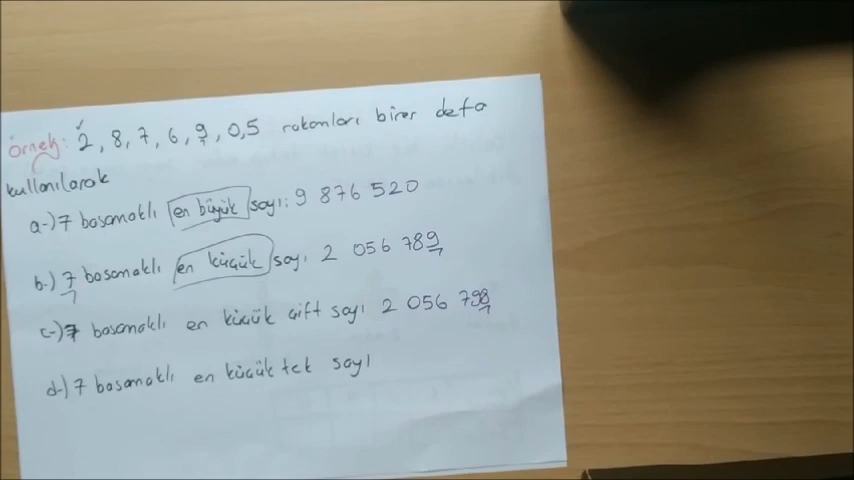 Örnek: 2, 8, 7, 6, 9, 0, 5 rakamları birer defa
kullanılarak
a-) 7 basamaklı en büyük sayı: 9 876 520
b-) 7 basamaklı en küçük sayı 2 056 789
c-) 7 basamaklı en küçük çift sayı 2 056 798
d-) 7 basamaklı en küçük tek sayı